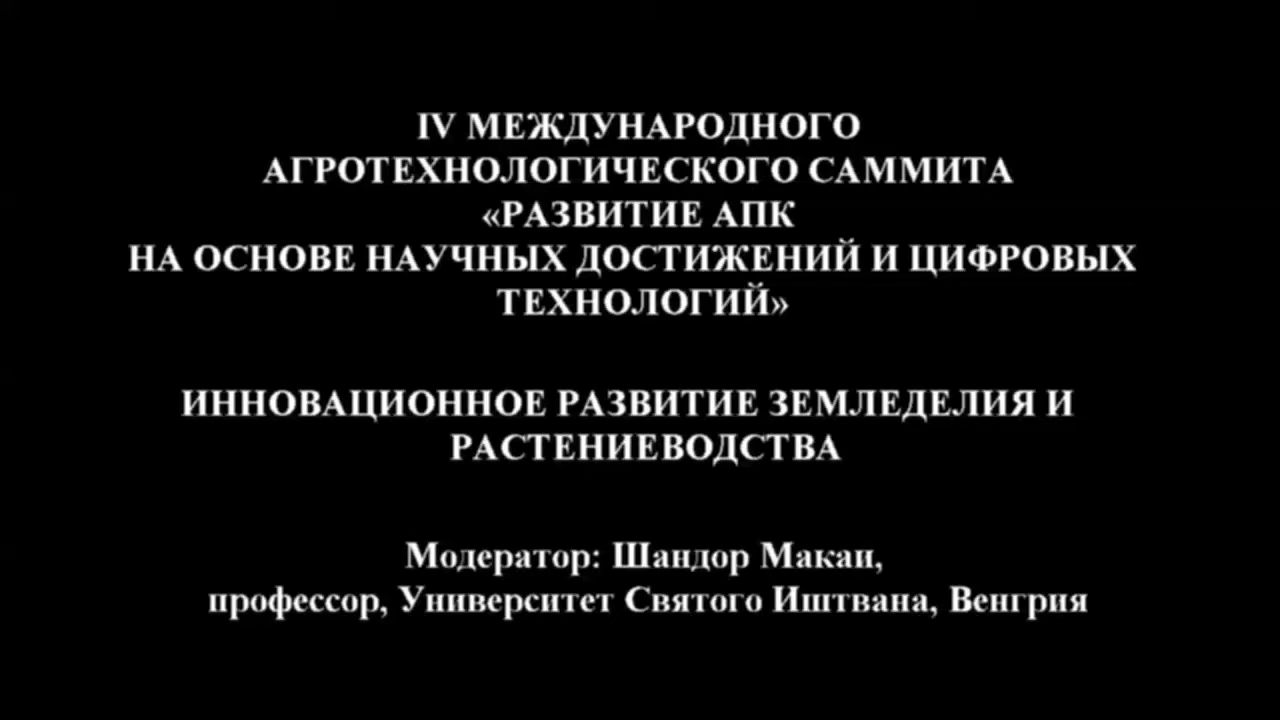 IV МЕЖДУНАРОДНОГО
АГРОТЕХНОЛОГИЧЕСКОГО САММИТА
«РАЗВИТИЕ АПК
НА ОСНОВЕ НАУЧНЫХ ДОСТИЖЕНИЙ И ЦИФРОВЫХ
ТЕХНОЛОГИЙ»
ИННОВАЦИОННОЕ РАЗВИТИЕ ЗЕМЛЕДЕЛИЯ И
РАСТЕНИЕВОДСТВА
Модератор: Шандор Макаи,
профессор, Университет Святого Иштвана, Венгрия